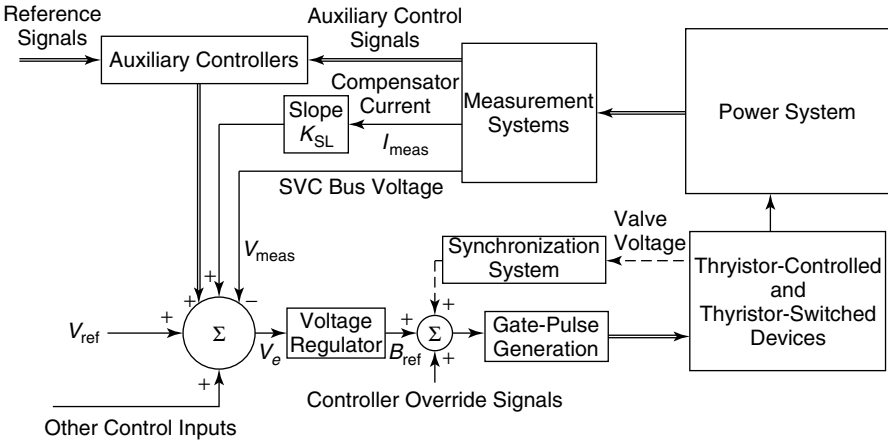 Reference
Signals
Auxiliary Controllers
Auxiliary Control
Signals
Compensator
Current
Slope
K_SL
I_meas
SVC Bus Voltage
Measurement
Systems
Power System
V_meas
Synchronization
System
Valve
Voltage
Thryistor-Controlled
and
Thyristor-Switched
Devices
+
+
−
V_ref
+
Σ
V_e
Voltage
Regulator
+
B_ref
+
Σ
+
Gate-Pulse
Generation
+
Other Control Inputs
Controller Override Signals